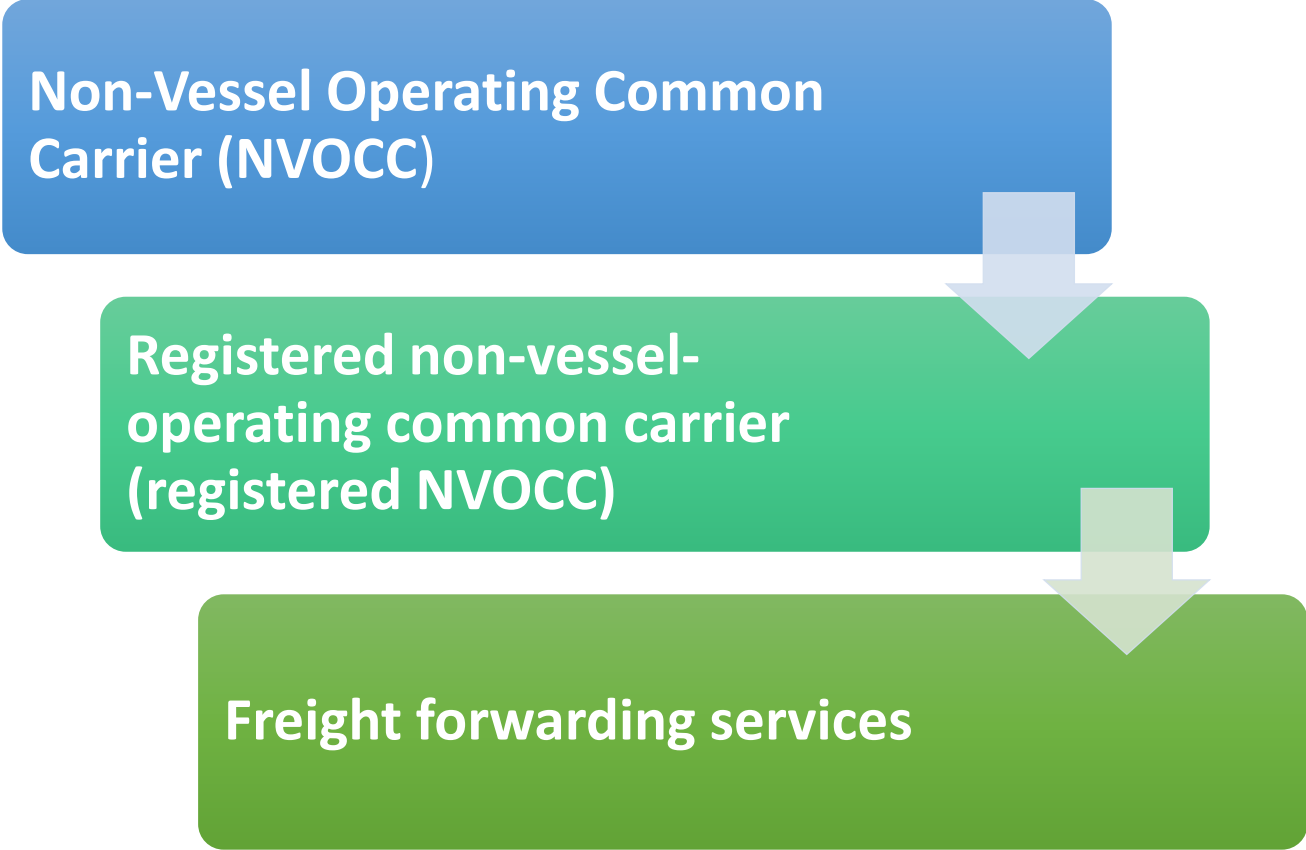 Non-Vessel Operating Common
Carrier (NVOCC)
Registered non-vessel-
operating common carrier
(registered NVOCC)
Freight forwarding services